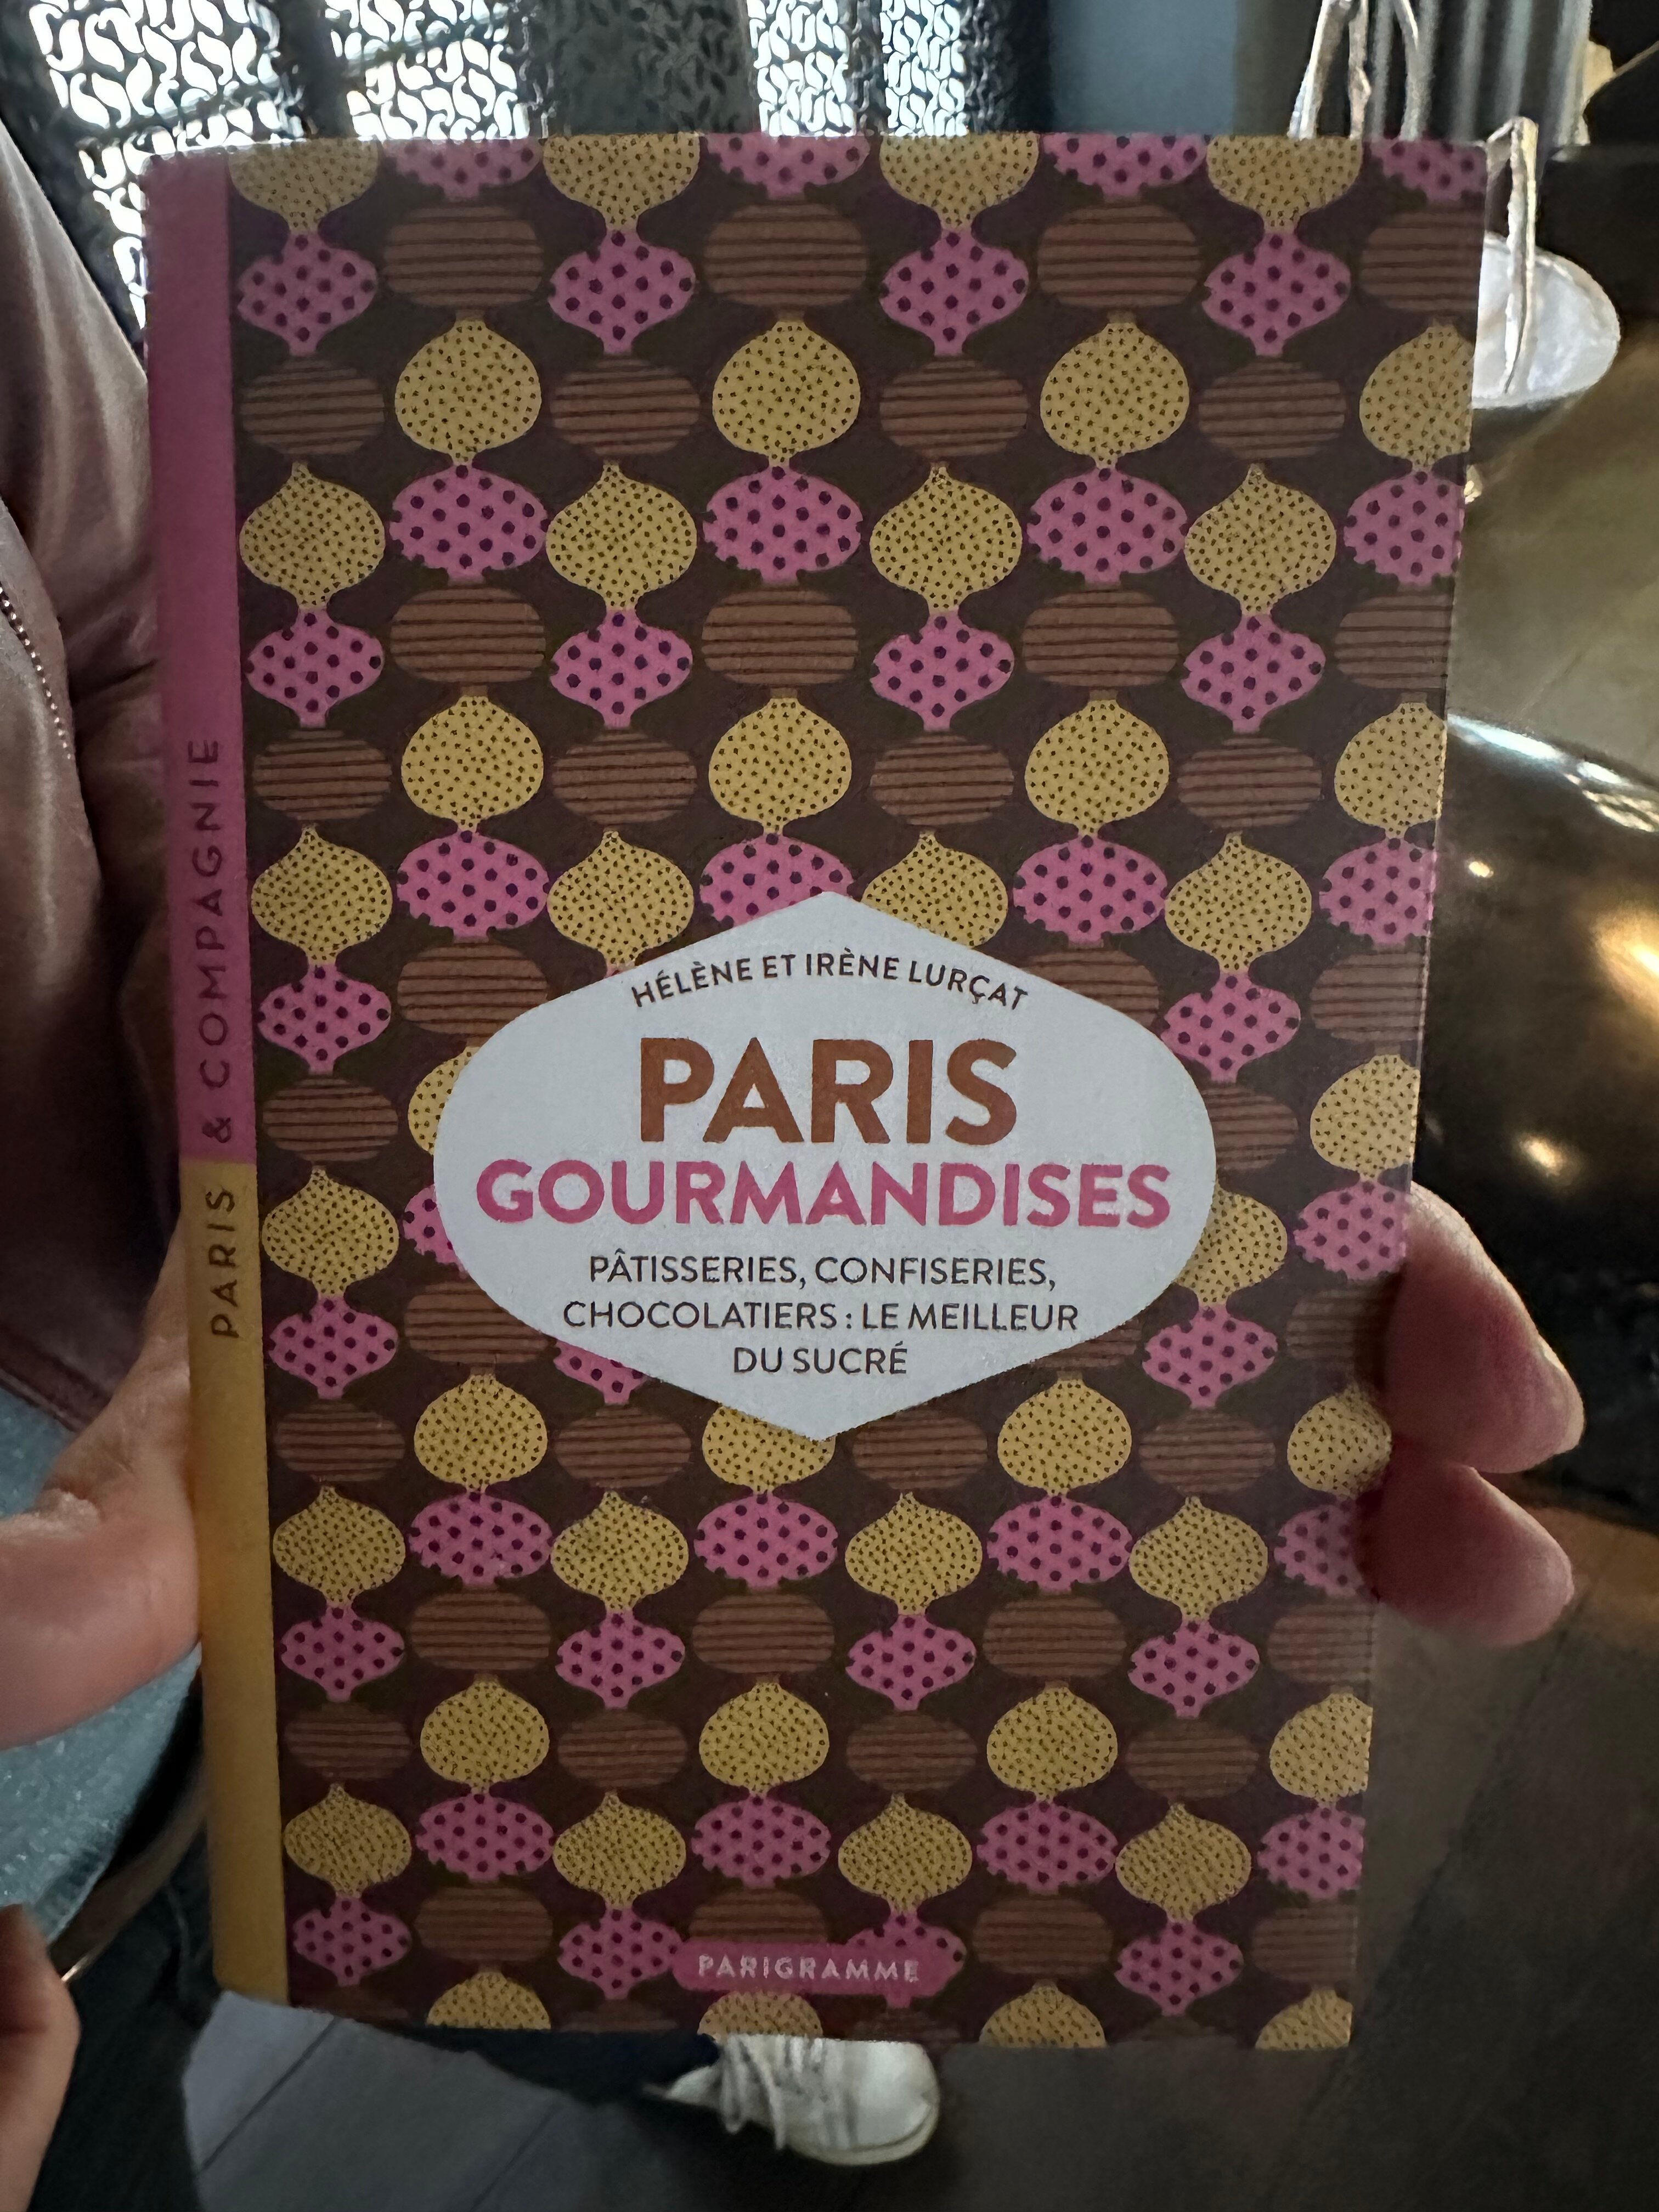 PARIS & COMPAGNIE
HÉLÈNE ET IRÈNE LURÇAT
PARIS
GOURMANDISES
PÂTISSERIES, CONFISERIES,
CHOCOLATIERS : LE MEILLEUR
DU SUCRÉ
PARIGRAMME